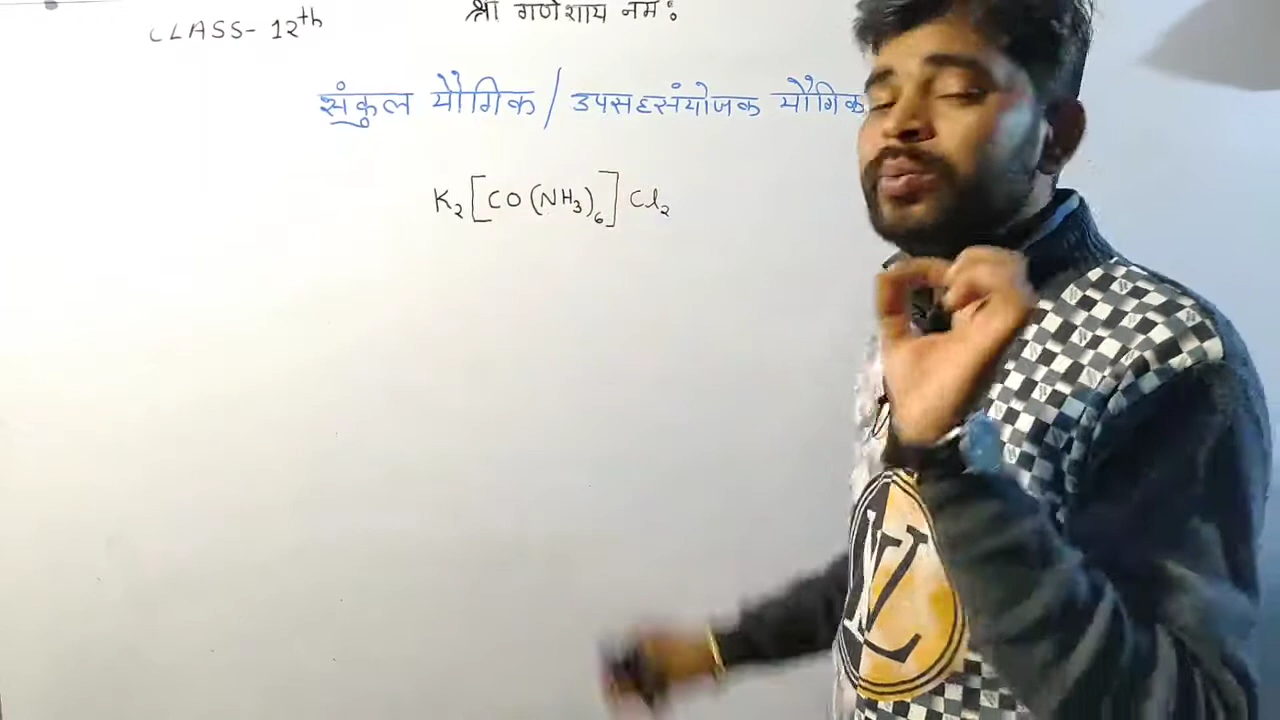 CLASS- 12th
श्री गणेशाय नमः
संकुल यौगिक / उपसहसंयोजक यौगिक
K2[CO(NH3)6]Cl2